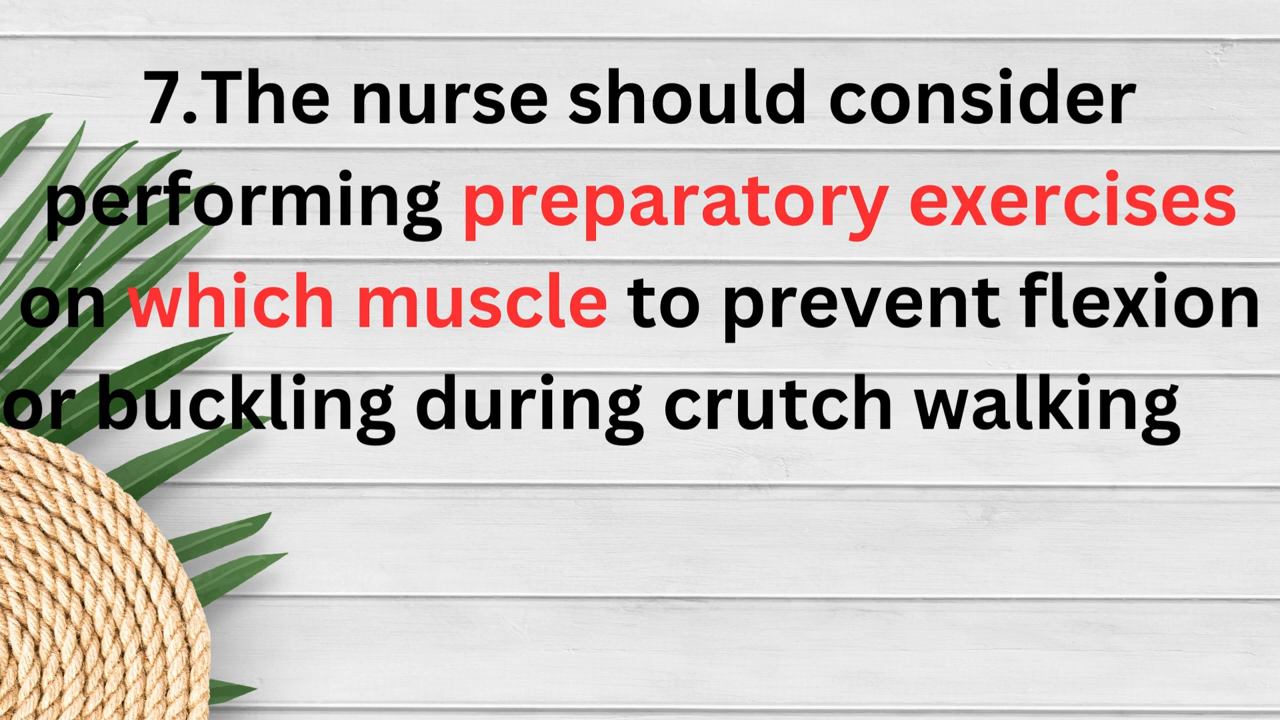 7.The nurse should consider
performing preparatory exercises
on which muscle to prevent flexion
or buckling during crutch walking